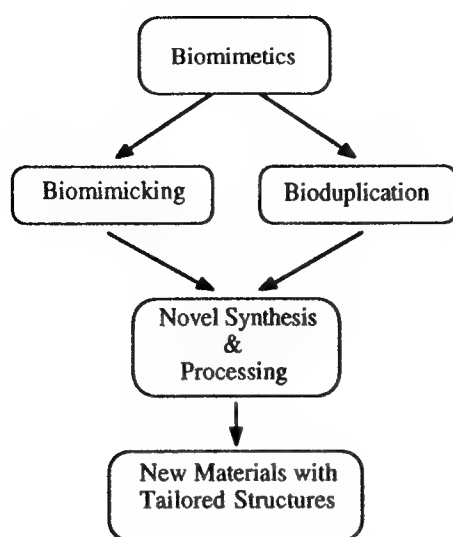 Biomimetics
Biomimicking
Bioduplication
Novel Synthesis
&
Processing
New Materials with
Tailored Structures